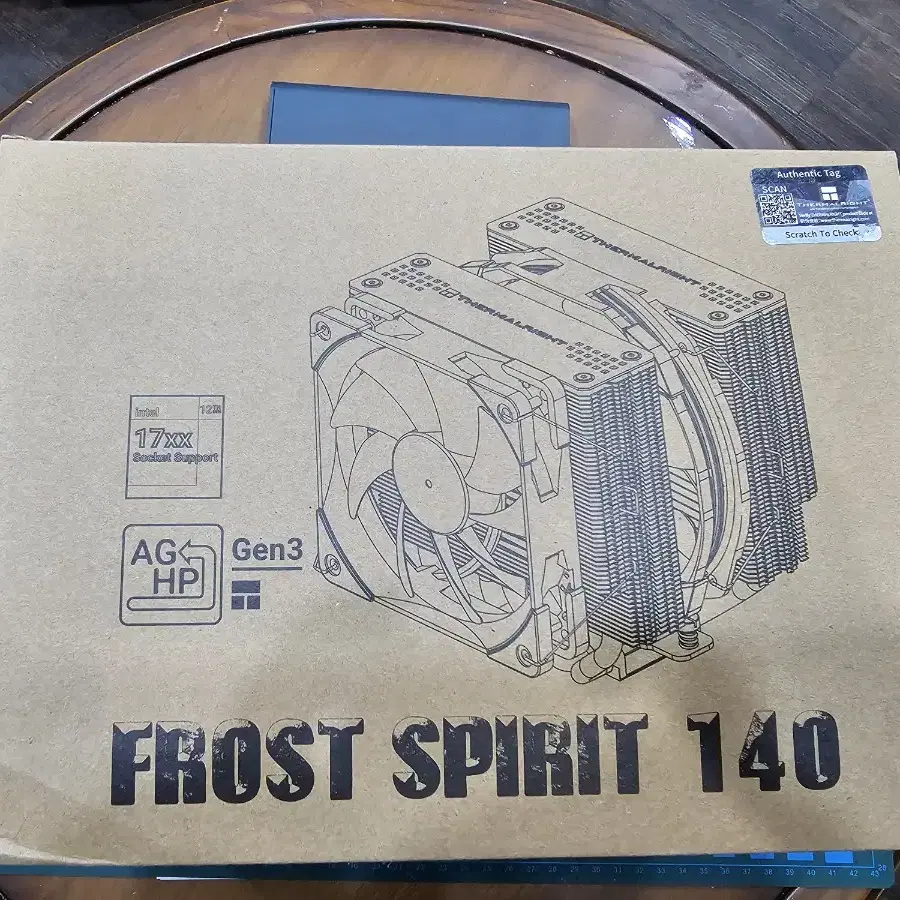 Authentic Tag
SCAN
THERMALRIGHT
Scratch To Check
THERMALRIGHT
THERMALRIGHT
intel
17xx
Socket Support
AG
HP
Gen3
FROST SPIRIT 140